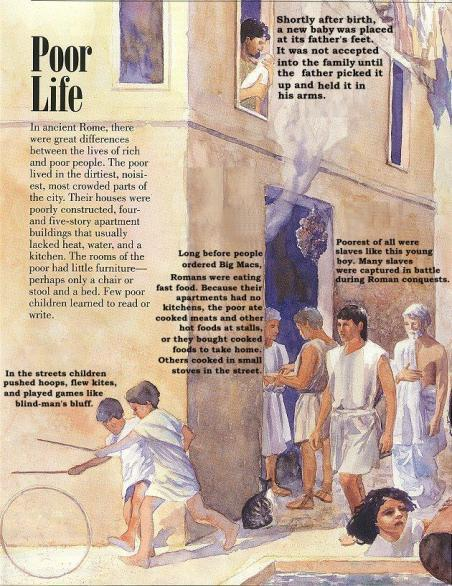 Poor
Life
In ancient Rome, there
were great differences
between the lives of rich
and poor people. The poor
lived in the dirtiest, noisi-
est, most crowded parts of
the city. Their houses were
poorly constructed, four-
and five-story apartment
buildings that usually
lacked heat, water, and a
kitchen. The rooms of the
poor had little furniture—
perhaps only a chair or
stool and a bed. Few poor
children learned to read or
write.
Shortly after birth,
a new baby was placed
at its father's feet.
It was not accepted
into the family until
the father picked it
up and held it in
his arms.
Long before people
ordered Big Macs,
Romans were eating
fast food. Because their
apartments had no
kitchens, the poor ate
cooked meats and other
hot foods at stalls,
or they bought cooked
foods to take home.
Others cooked in small
stoves in the street.
Poorest of all were
slaves like this young
boy. Many slaves
were captured in battle
during Roman conquests.
In the streets children
pushed hoops, flew kites,
and played games like
blind-man's bluff.